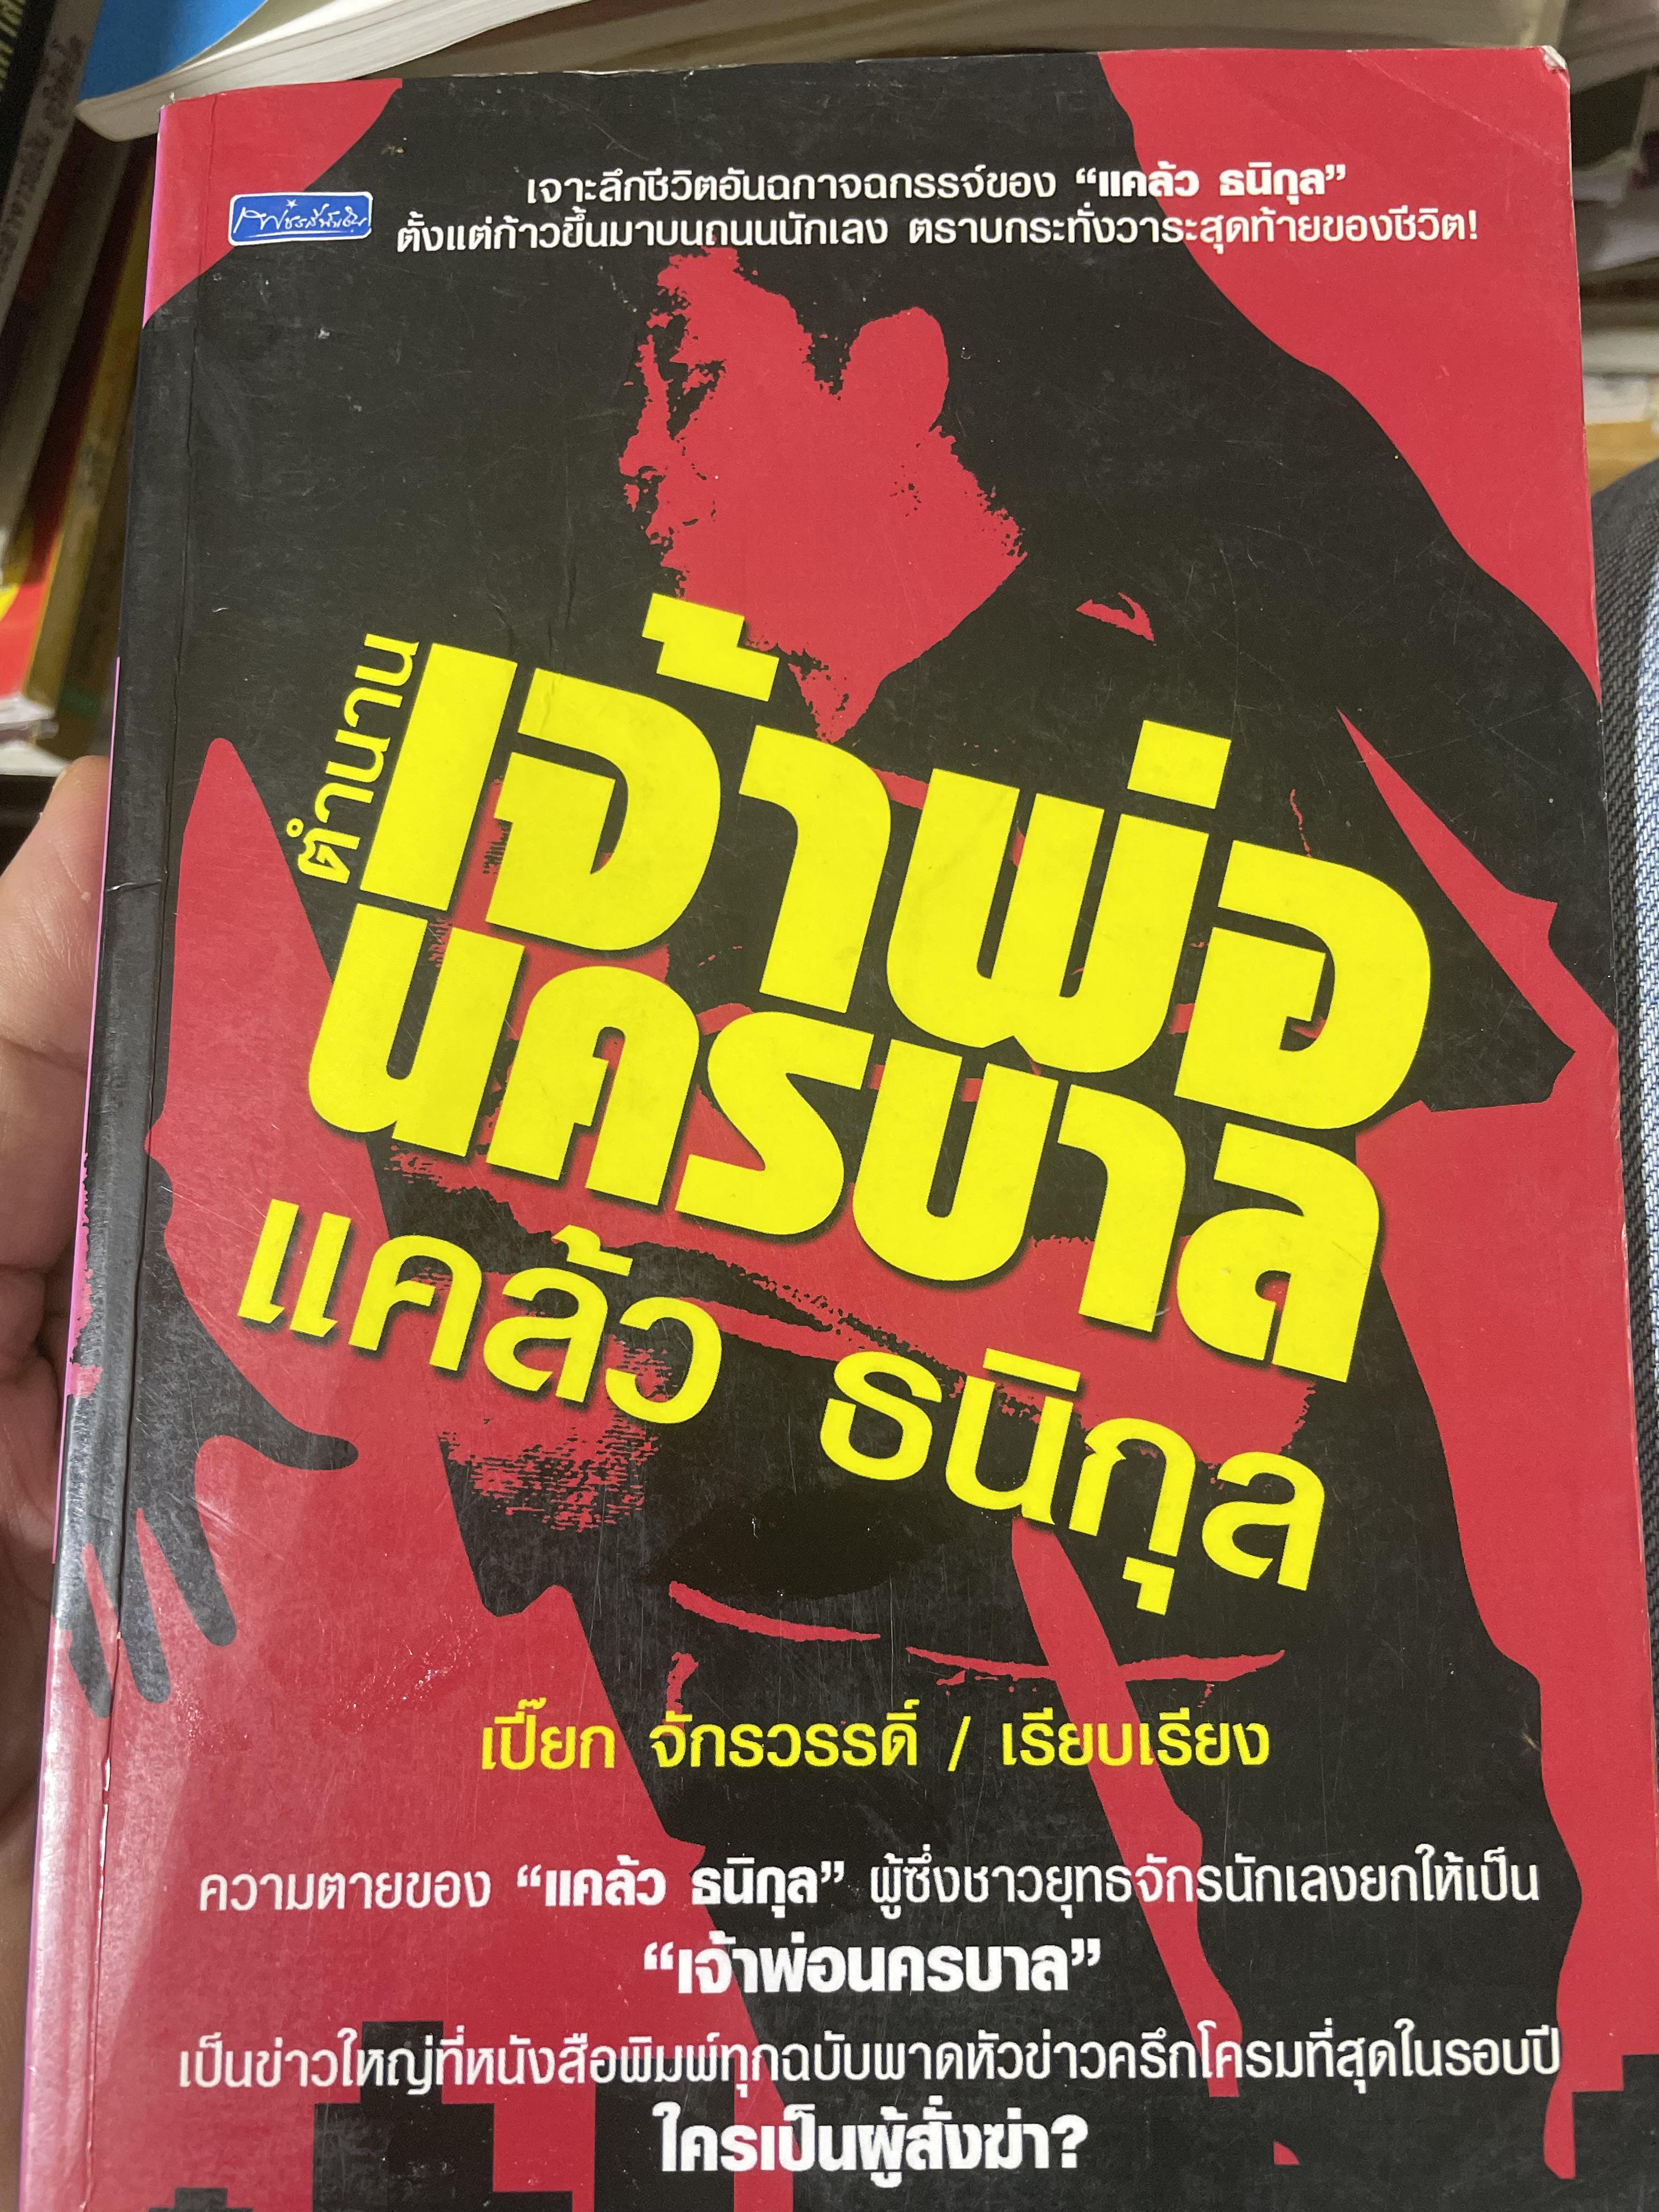 เจาะลึกชีวิตอันฉกาจฉกรรจ์ของ “แคล้ว ธนิกุล”
ตั้งแต่ก้าวขึ้นมาบนถนนนักเลง ตราบกระทั่งวาระสุดท้ายของชีวิต!
ตำนาน
เจ้าพ่อ
นครบาล
แคล้ว ธนิกุล
เปี๊ยก จักรวรรดิ์ / เรียบเรียง
ความตายของ “แคล้ว ธนิกุล” ผู้ซึ่งชาวยุทธจักรนักเลงยกให้เป็น
“เจ้าพ่อนครบาล”
เป็นข่าวใหญ่ที่หนังสือพิมพ์ทุกฉบับพาดหัวข่าวครึกโครมที่สุดในรอบปี
ใครเป็นผู้สั่งฆ่า?